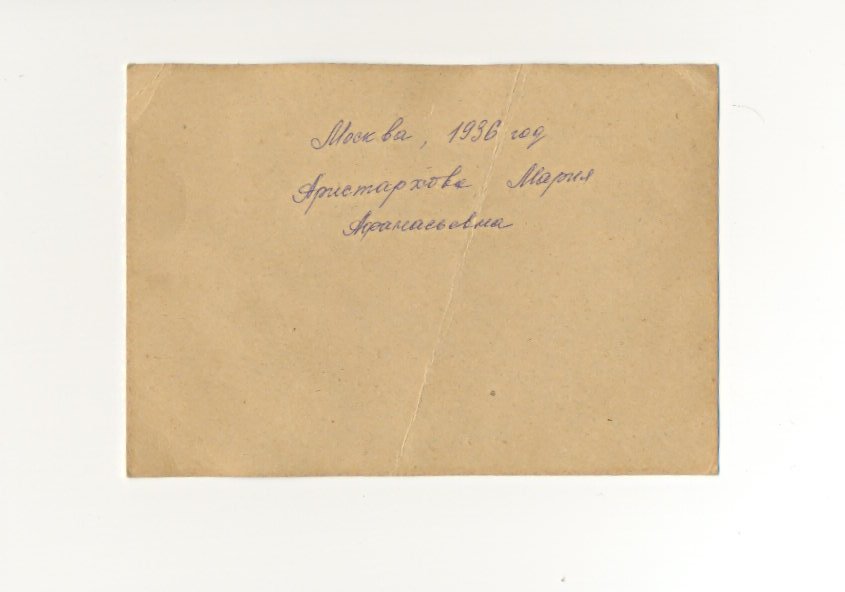 Москва, 1936 год
Аристархова Мария
Афанасьевна